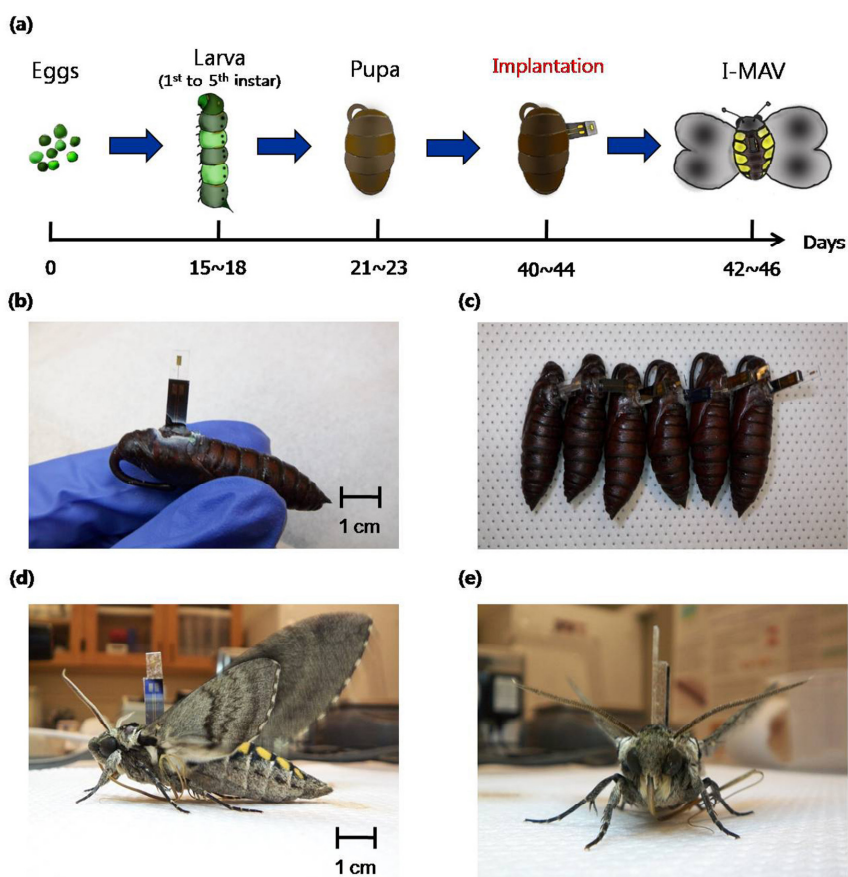 (a)
Eggs
Larva
(1st to 5th instar)
Pupa
Implantation
I-MAV
0
15~18
21~23
40~44
42~46
Days
(b)
(c)
1 cm
(d)
(e)
1 cm